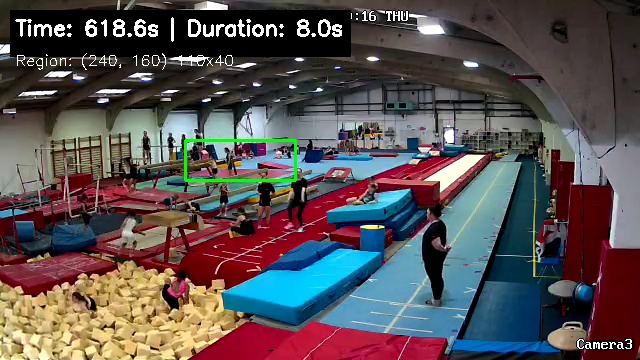 Time: 618.6s | Duration: 8.0s
:16 THU
Region: (240, 160) 110x40
Camera3